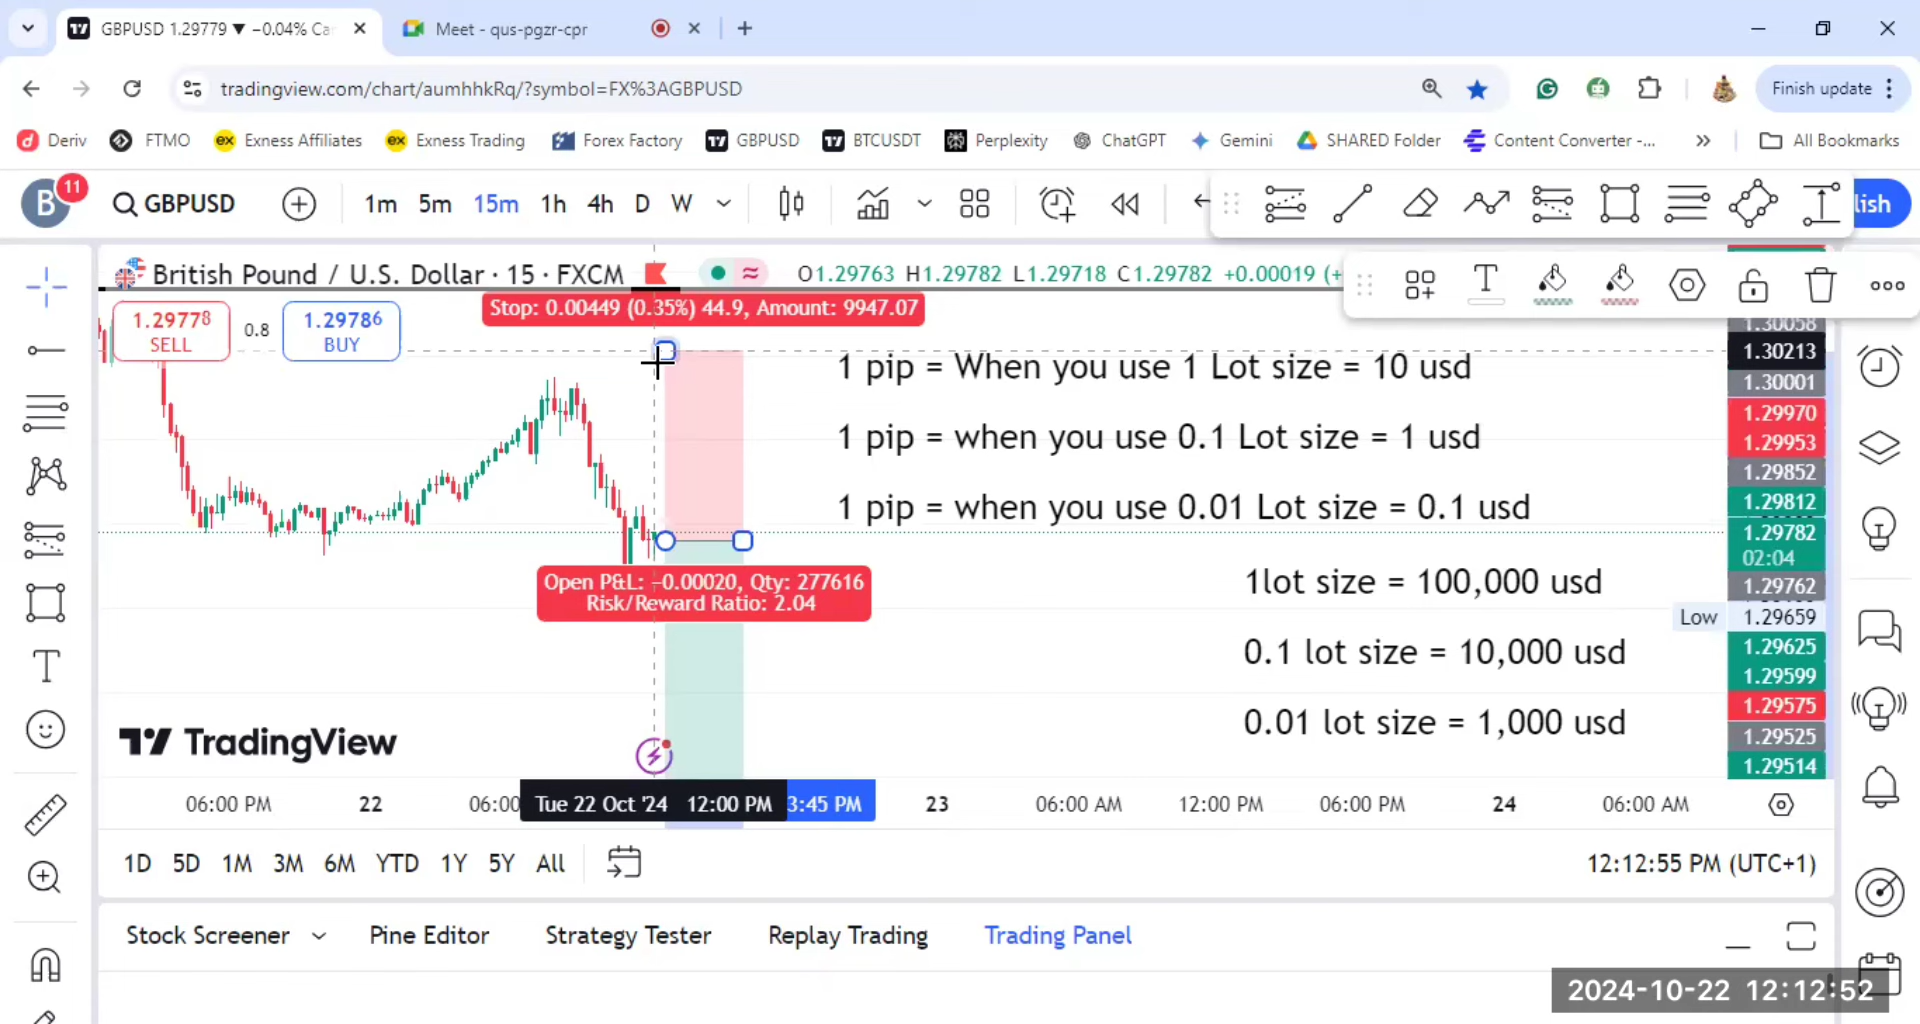 GBPUSD 1.29779 ▼ −0.04% Ca
Meet - qus-pgzr-cpr
tradingview.com/chart/aumhhkRq/?symbol=FX%3AGBPUSD
Finish update
Deriv
FTMO
Exness Affiliates
Exness Trading
Forex Factory
GBPUSD
BTCUSDT
Perplexity
ChatGPT
Gemini
SHARED Folder
Content Converter -...
All Bookmarks
B
11
GBPUSD
1m 5m 15m 1h 4h D W
lish
British Pound / U.S. Dollar · 15 · FXCM
O1.29763 H1.29782 L1.29718 C1.29782 +0.00019 (+
Stop: 0.00449 (0.35%) 44.9, Amount: 9947.07
1.29778
SELL
0.8
1.29786
BUY
1 pip = When you use 1 Lot size = 10 usd
1 pip = when you use 0.1 Lot size = 1 usd
1 pip = when you use 0.01 Lot size = 0.1 usd
1lot size = 100,000 usd
0.1 lot size = 10,000 usd
0.01 lot size = 1,000 usd
Open P&L: −0.00020, Qty: 277616
Risk/Reward Ratio: 2.04
1.30058
1.30213
1.30001
1.29970
1.29953
1.29852
1.29812
1.29782
02:04
1.29762
Low 1.29659
1.29625
1.29599
1.29575
1.29525
1.29514
TradingView
06:00 PM 22 06:00 Tue 22 Oct '24 12:00 PM 3:45 PM 23 06:00 AM 12:00 PM 06:00 PM 24 06:00 AM
1D 5D 1M 3M 6M YTD 1Y 5Y All
12:12:55 PM (UTC+1)
Stock Screener
Pine Editor
Strategy Tester
Replay Trading
Trading Panel
2024-10-22 12:12:52